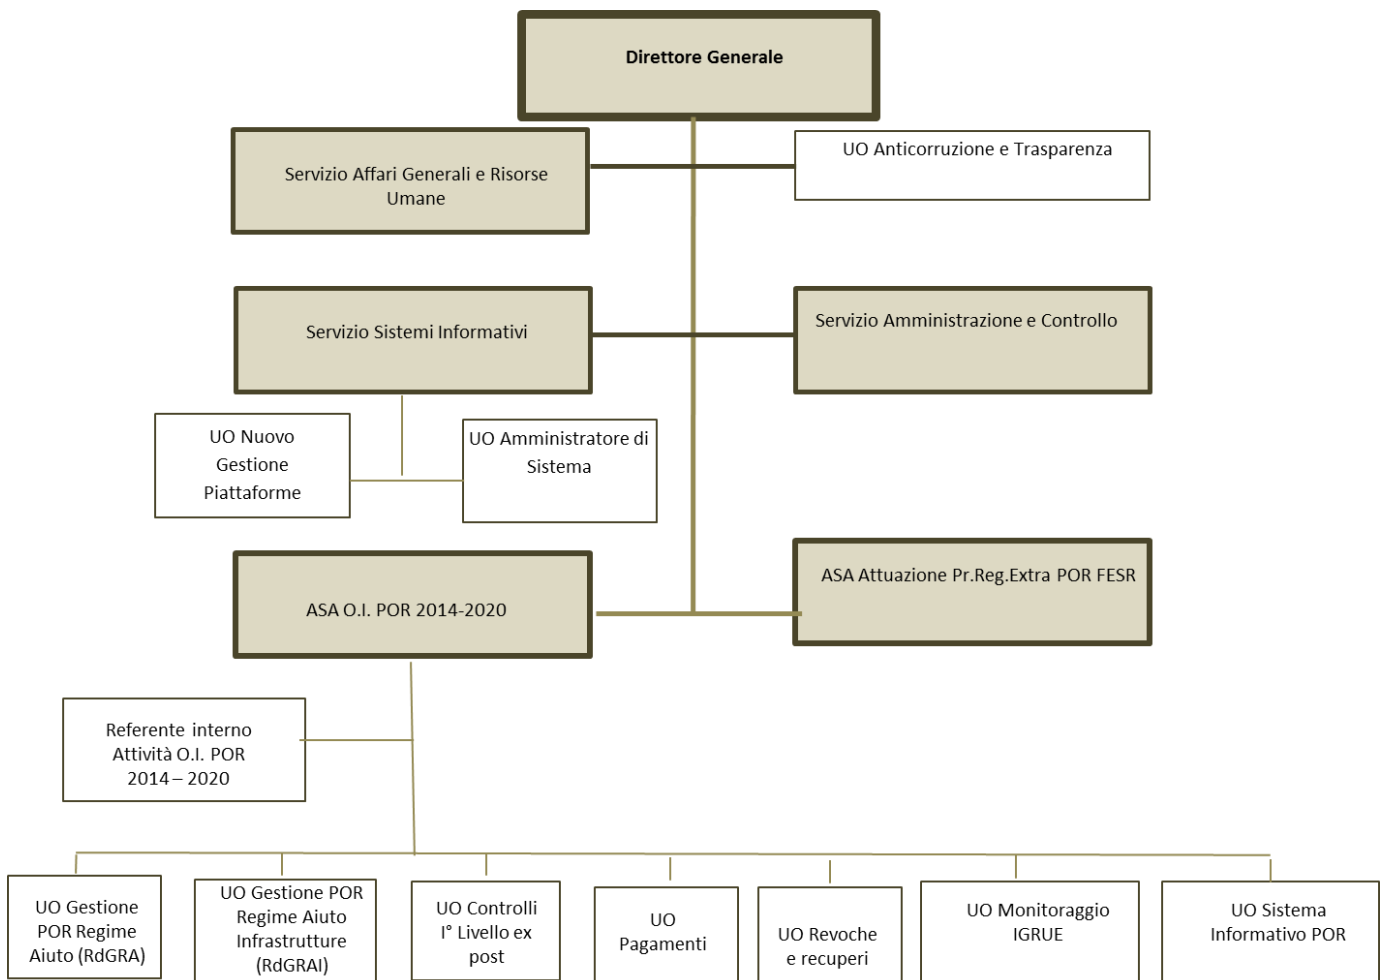 Direttore Generale
Servizio Affari Generali e Risorse
Umane
UO Anticorruzione e Trasparenza
Servizio Sistemi Informativi
Servizio Amministrazione e Controllo
UO Nuovo
Gestione
Piattaforme
UO Amministratore di
Sistema
ASA O.I. POR 2014-2020
ASA Attuazione Pr.Reg.Extra POR FESR
Referente interno
Attività O.I. POR
2014 – 2020
UO Gestione
POR Regime
Aiuto (RdGRA)
UO Gestione POR
Regime Aiuto
Infrastrutture
(RdGRAI)
UO Controlli
I° Livello ex
post
UO
Pagamenti
UO Revoche
e recuperi
UO Monitoraggio
IGRUE
UO Sistema
Informativo POR